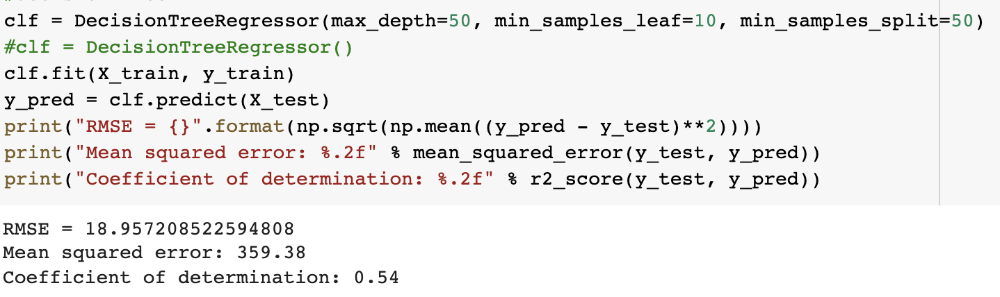 clf = DecisionTreeRegressor(max_depth=50, min_samples_leaf=10, min_samples_split=50)
#clf = DecisionTreeRegressor()
clf.fit(X_train, y_train)
y_pred = clf.predict(X_test)
print("RMSE = {}".format(np.sqrt(np.mean((y_pred - y_test)**2))))
print("Mean squared error: %.2f" % mean_squared_error(y_test, y_pred))
print("Coefficient of determination: %.2f" % r2_score(y_test, y_pred))
RMSE = 18.957208522594808
Mean squared error: 359.38
Coefficient of determination: 0.54